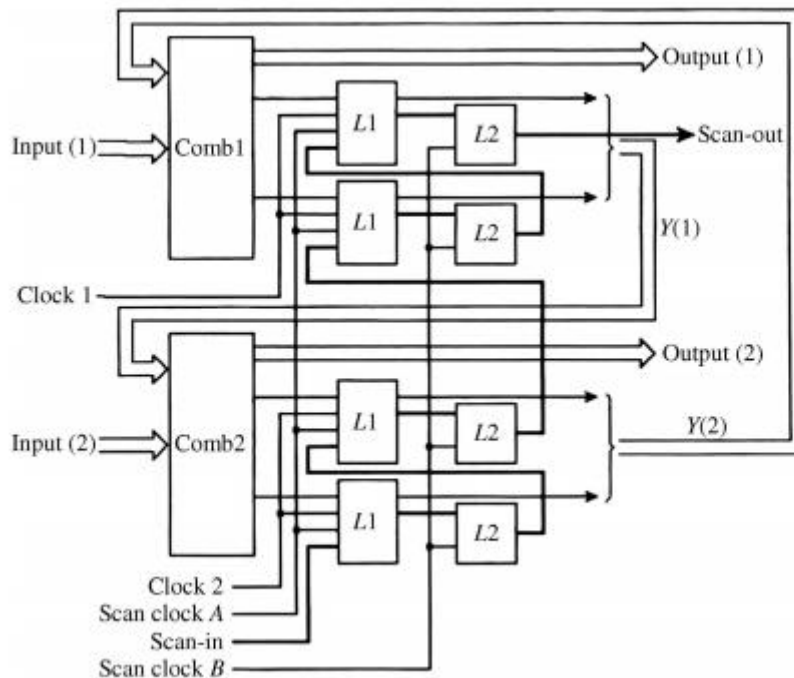 Output (1)
L1
L2
Scan-out
Input (1)
Comb1
L1
L2
Y(1)
Clock 1
Output (2)
L1
L2
Y(2)
Input (2)
Comb2
L1
L2
Clock 2
Scan clock A
Scan-in
Scan clock B